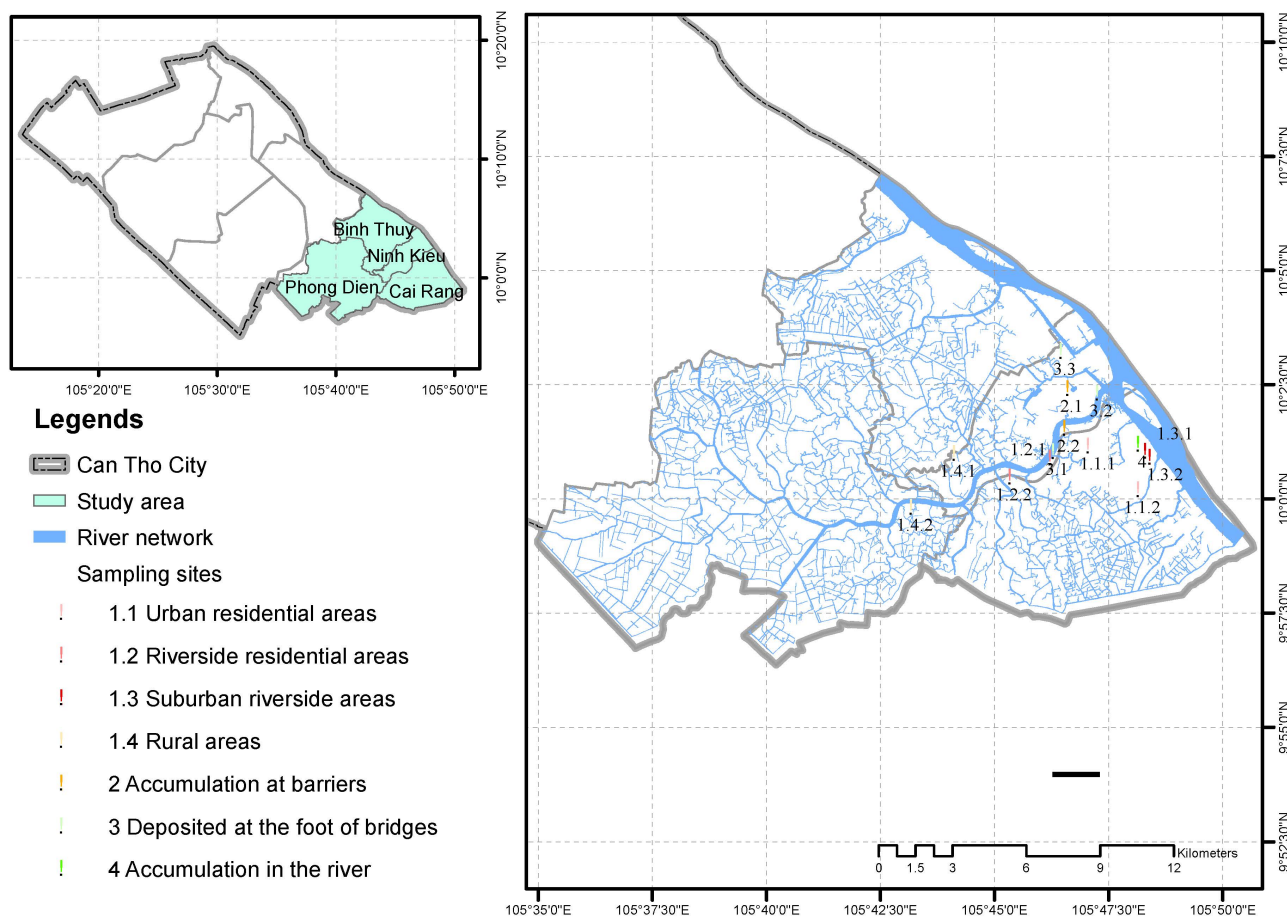 10°20'0"N
10°10'0"N
10°0'0"N
Binh Thuy
Ninh Kieu
Phong Dien
Cai Rang
105°20'0"E
105°30'0"E
105°40'0"E
105°50'0"E
Legends
Can Tho City
Study area
River network
Sampling sites
1.1 Urban residential areas
1.2 Riverside residential areas
1.3 Suburban riverside areas
1.4 Rural areas
2 Accumulation at barriers
3 Deposited at the foot of bridges
4 Accumulation in the river
10°10'0"N
10°7'30"N
10°5'0"N
10°2'30"N
10°0'0"N
9°57'30"N
9°55'0"N
9°52'30"N
3.3
2.1
3.2
1.3.1
2.2
1.2.1
1.1.1
4
3.1
1.4.1
1.3.2
1.2.2
1.1.2
1.4.2
Kilometers
0 1.5 3 6 9 12
105°35'0"E
105°37'30"E
105°40'0"E
105°42'30"E
105°45'0"E
105°47'30"E
105°50'0"E